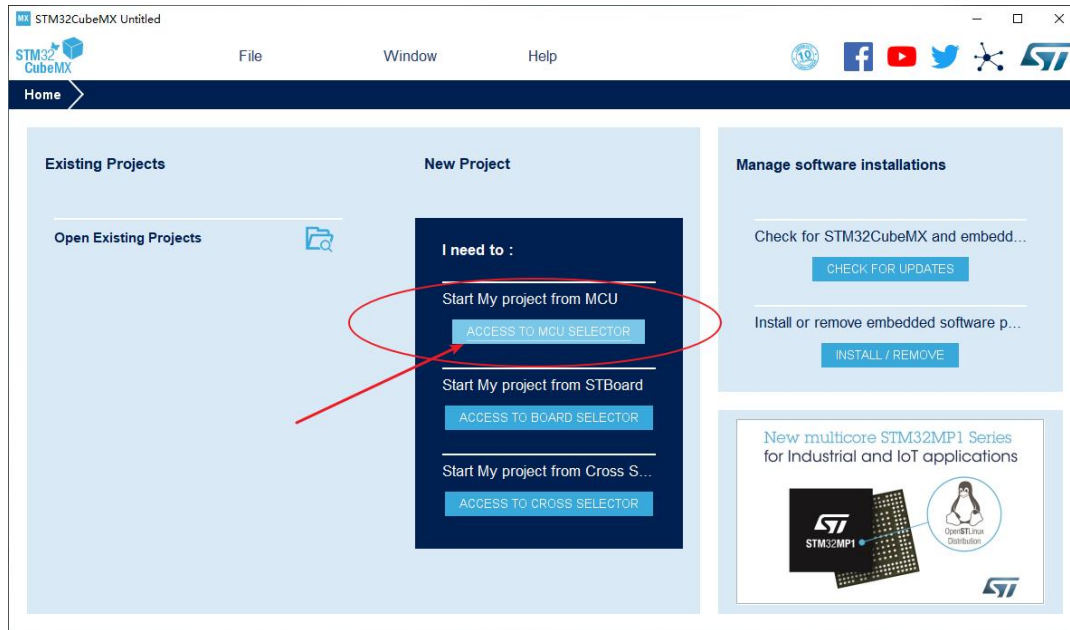 MX STM32CubeMX Untitled
STM32
CubeMX
File
Window
Help
10
Home
Existing Projects
New Project
Manage software installations
Open Existing Projects
I need to :
Start My project from MCU
ACCESS TO MCU SELECTOR
Start My project from STBoard
ACCESS TO BOARD SELECTOR
Start My project from Cross S...
ACCESS TO CROSS SELECTOR
Check for STM32CubeMX and embedd...
CHECK FOR UPDATES
Install or remove embedded software p...
INSTALL / REMOVE
New multicore STM32MP1 Series
for Industrial and IoT applications
STM32MP1
OpenSTLinux
Distribution